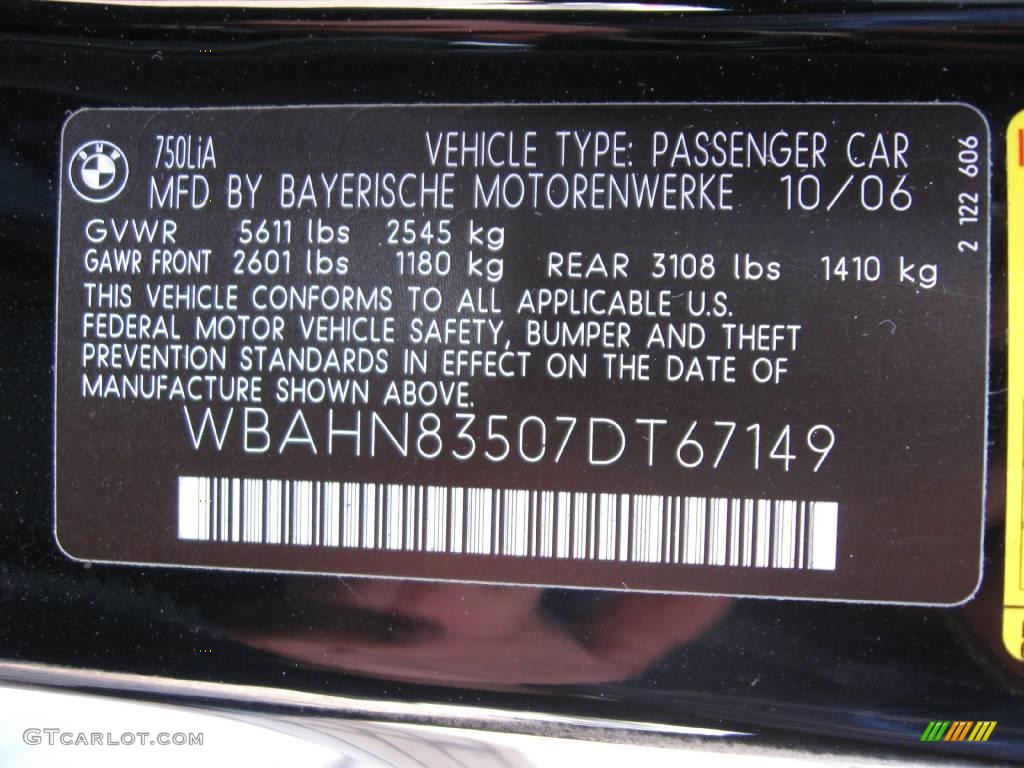 750LiA VEHICLE TYPE: PASSENGER CAR
MFD BY BAYERISCHE MOTORENWERKE 10/06
GVWR 5611 lbs 2545 kg
GAWR FRONT 2601 lbs 1180 kg REAR 3108 lbs 1410 kg
THIS VEHICLE CONFORMS TO ALL APPLICABLE U.S.
FEDERAL MOTOR VEHICLE SAFETY, BUMPER AND THEFT
PREVENTION STANDARDS IN EFFECT ON THE DATE OF
MANUFACTURE SHOWN ABOVE.
WBAHN83507DT67149
2 122 606
GTCarLot.com